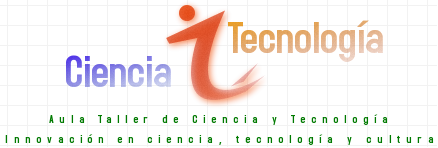 Ciencia i Tecnología
Aula Taller de Ciencia y Tecnología
Innovación en ciencia, tecnología y cultura